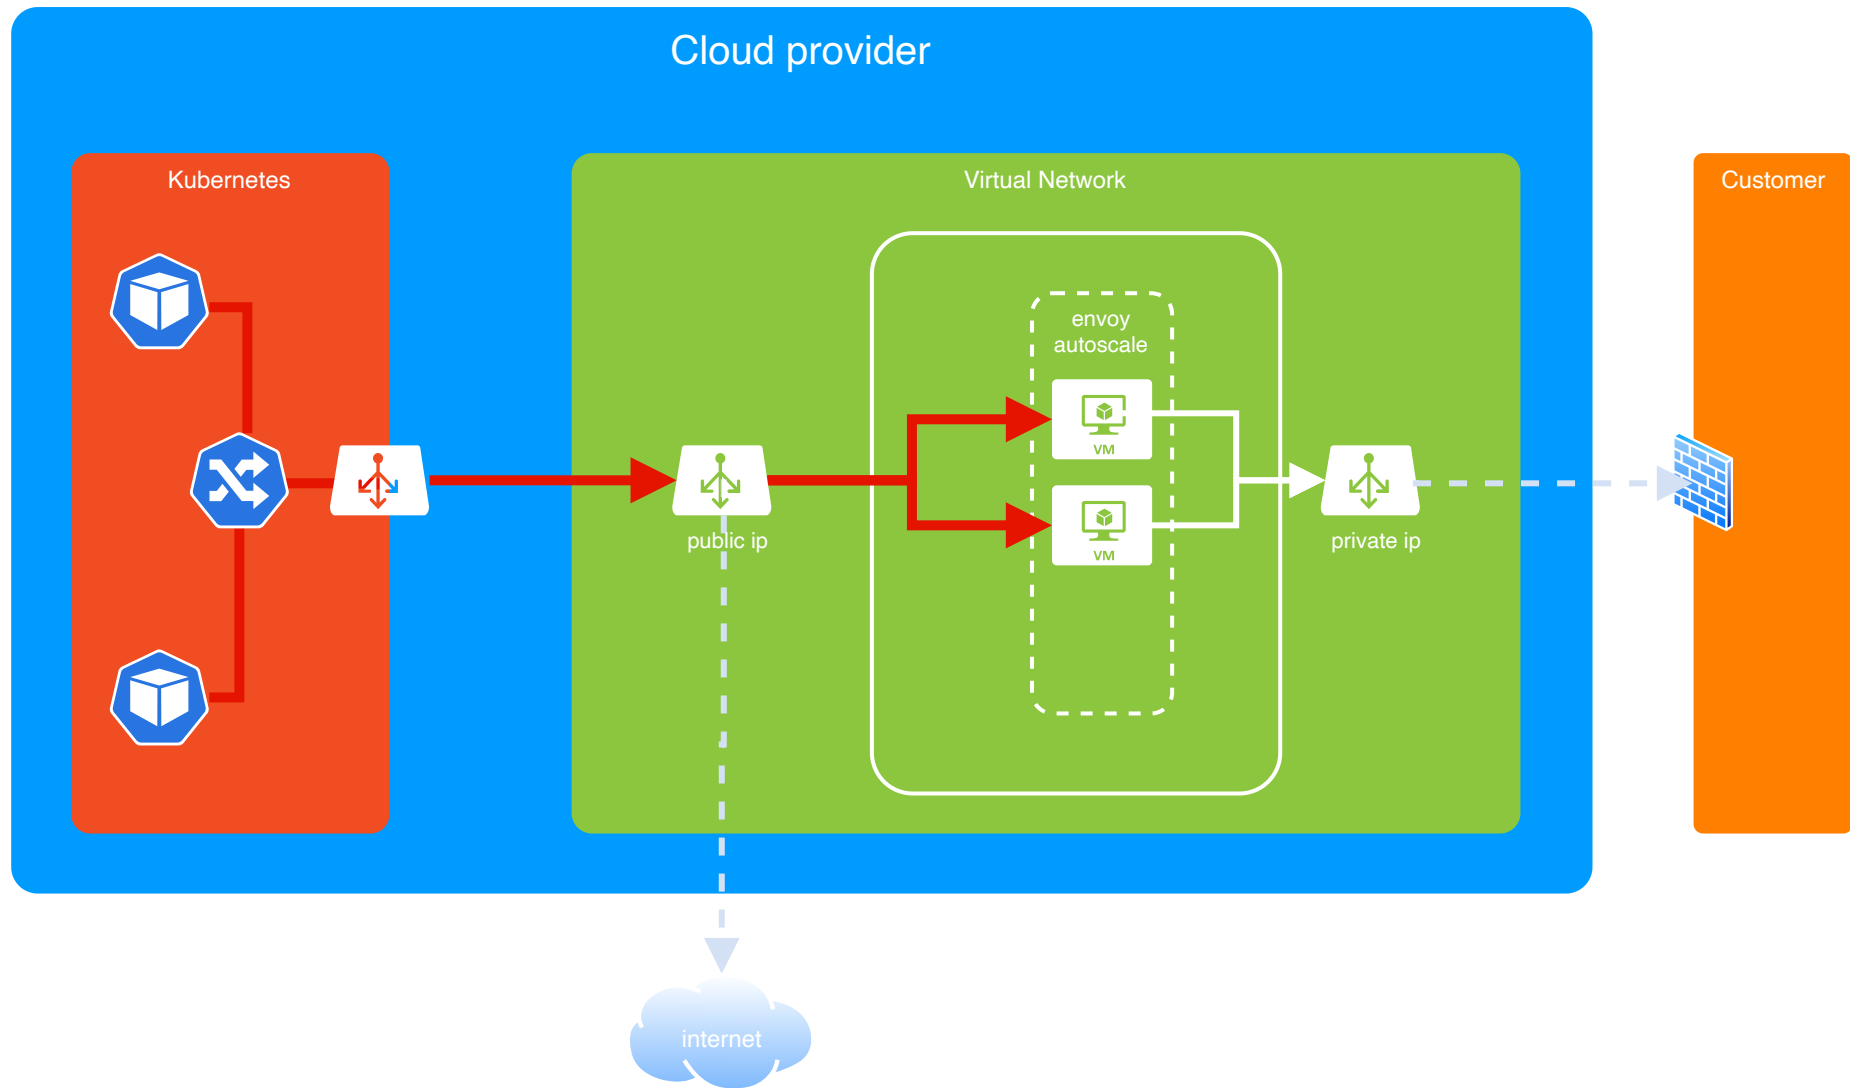 Cloud provider
Kubernetes
Virtual Network
Customer
envoy
autoscale
VM
VM
public ip
private ip
internet